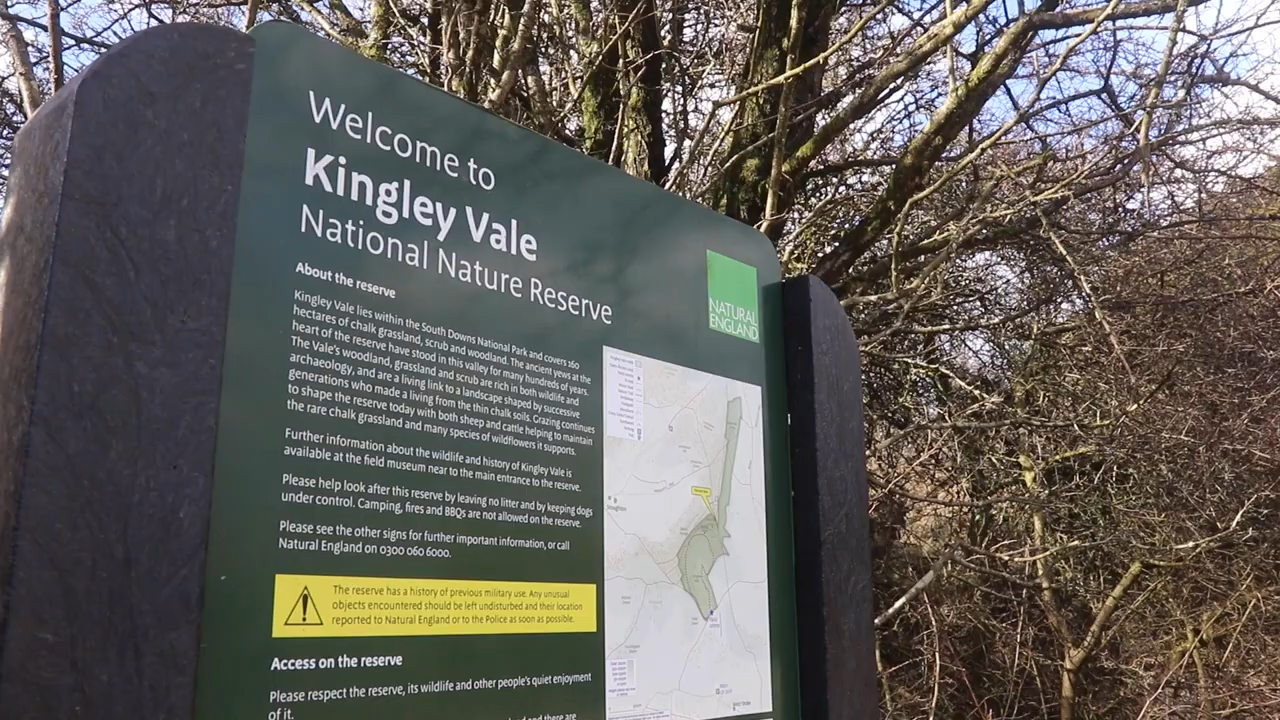 Welcome to
Kingley Vale
National Nature Reserve
NATURAL
ENGLAND
About the reserve
Kingley Vale lies within the South Downs National Park and covers 160
hectares of chalk grassland, scrub and woodland. The ancient yews at the
heart of the reserve have stood in this valley for many hundreds of years.
The Vale's woodland, grassland and scrub are rich in both wildlife and
archaeology, and are a living link to a landscape shaped by successive
generations who made a living from the thin chalk soils. Grazing continues
to shape the reserve today with both sheep and cattle helping to maintain
the rare chalk grassland and many species of wildflowers it supports.
Further information about the wildlife and history of Kingley Vale is
available at the field museum near to the main entrance to the reserve.
Please help look after this reserve by leaving no litter and by keeping dogs
under control. Camping, fires and BBQs are not allowed on the reserve.
Please see the other signs for further important information, or call
Natural England on 0300 060 6000.
The reserve has a history of previous military use. Any unusual
objects encountered should be left undisturbed and their location
reported to Natural England or to the Police as soon as possible.
Access on the reserve
Please respect the reserve, its wildlife and other people's quiet enjoyment
of it.
and there are